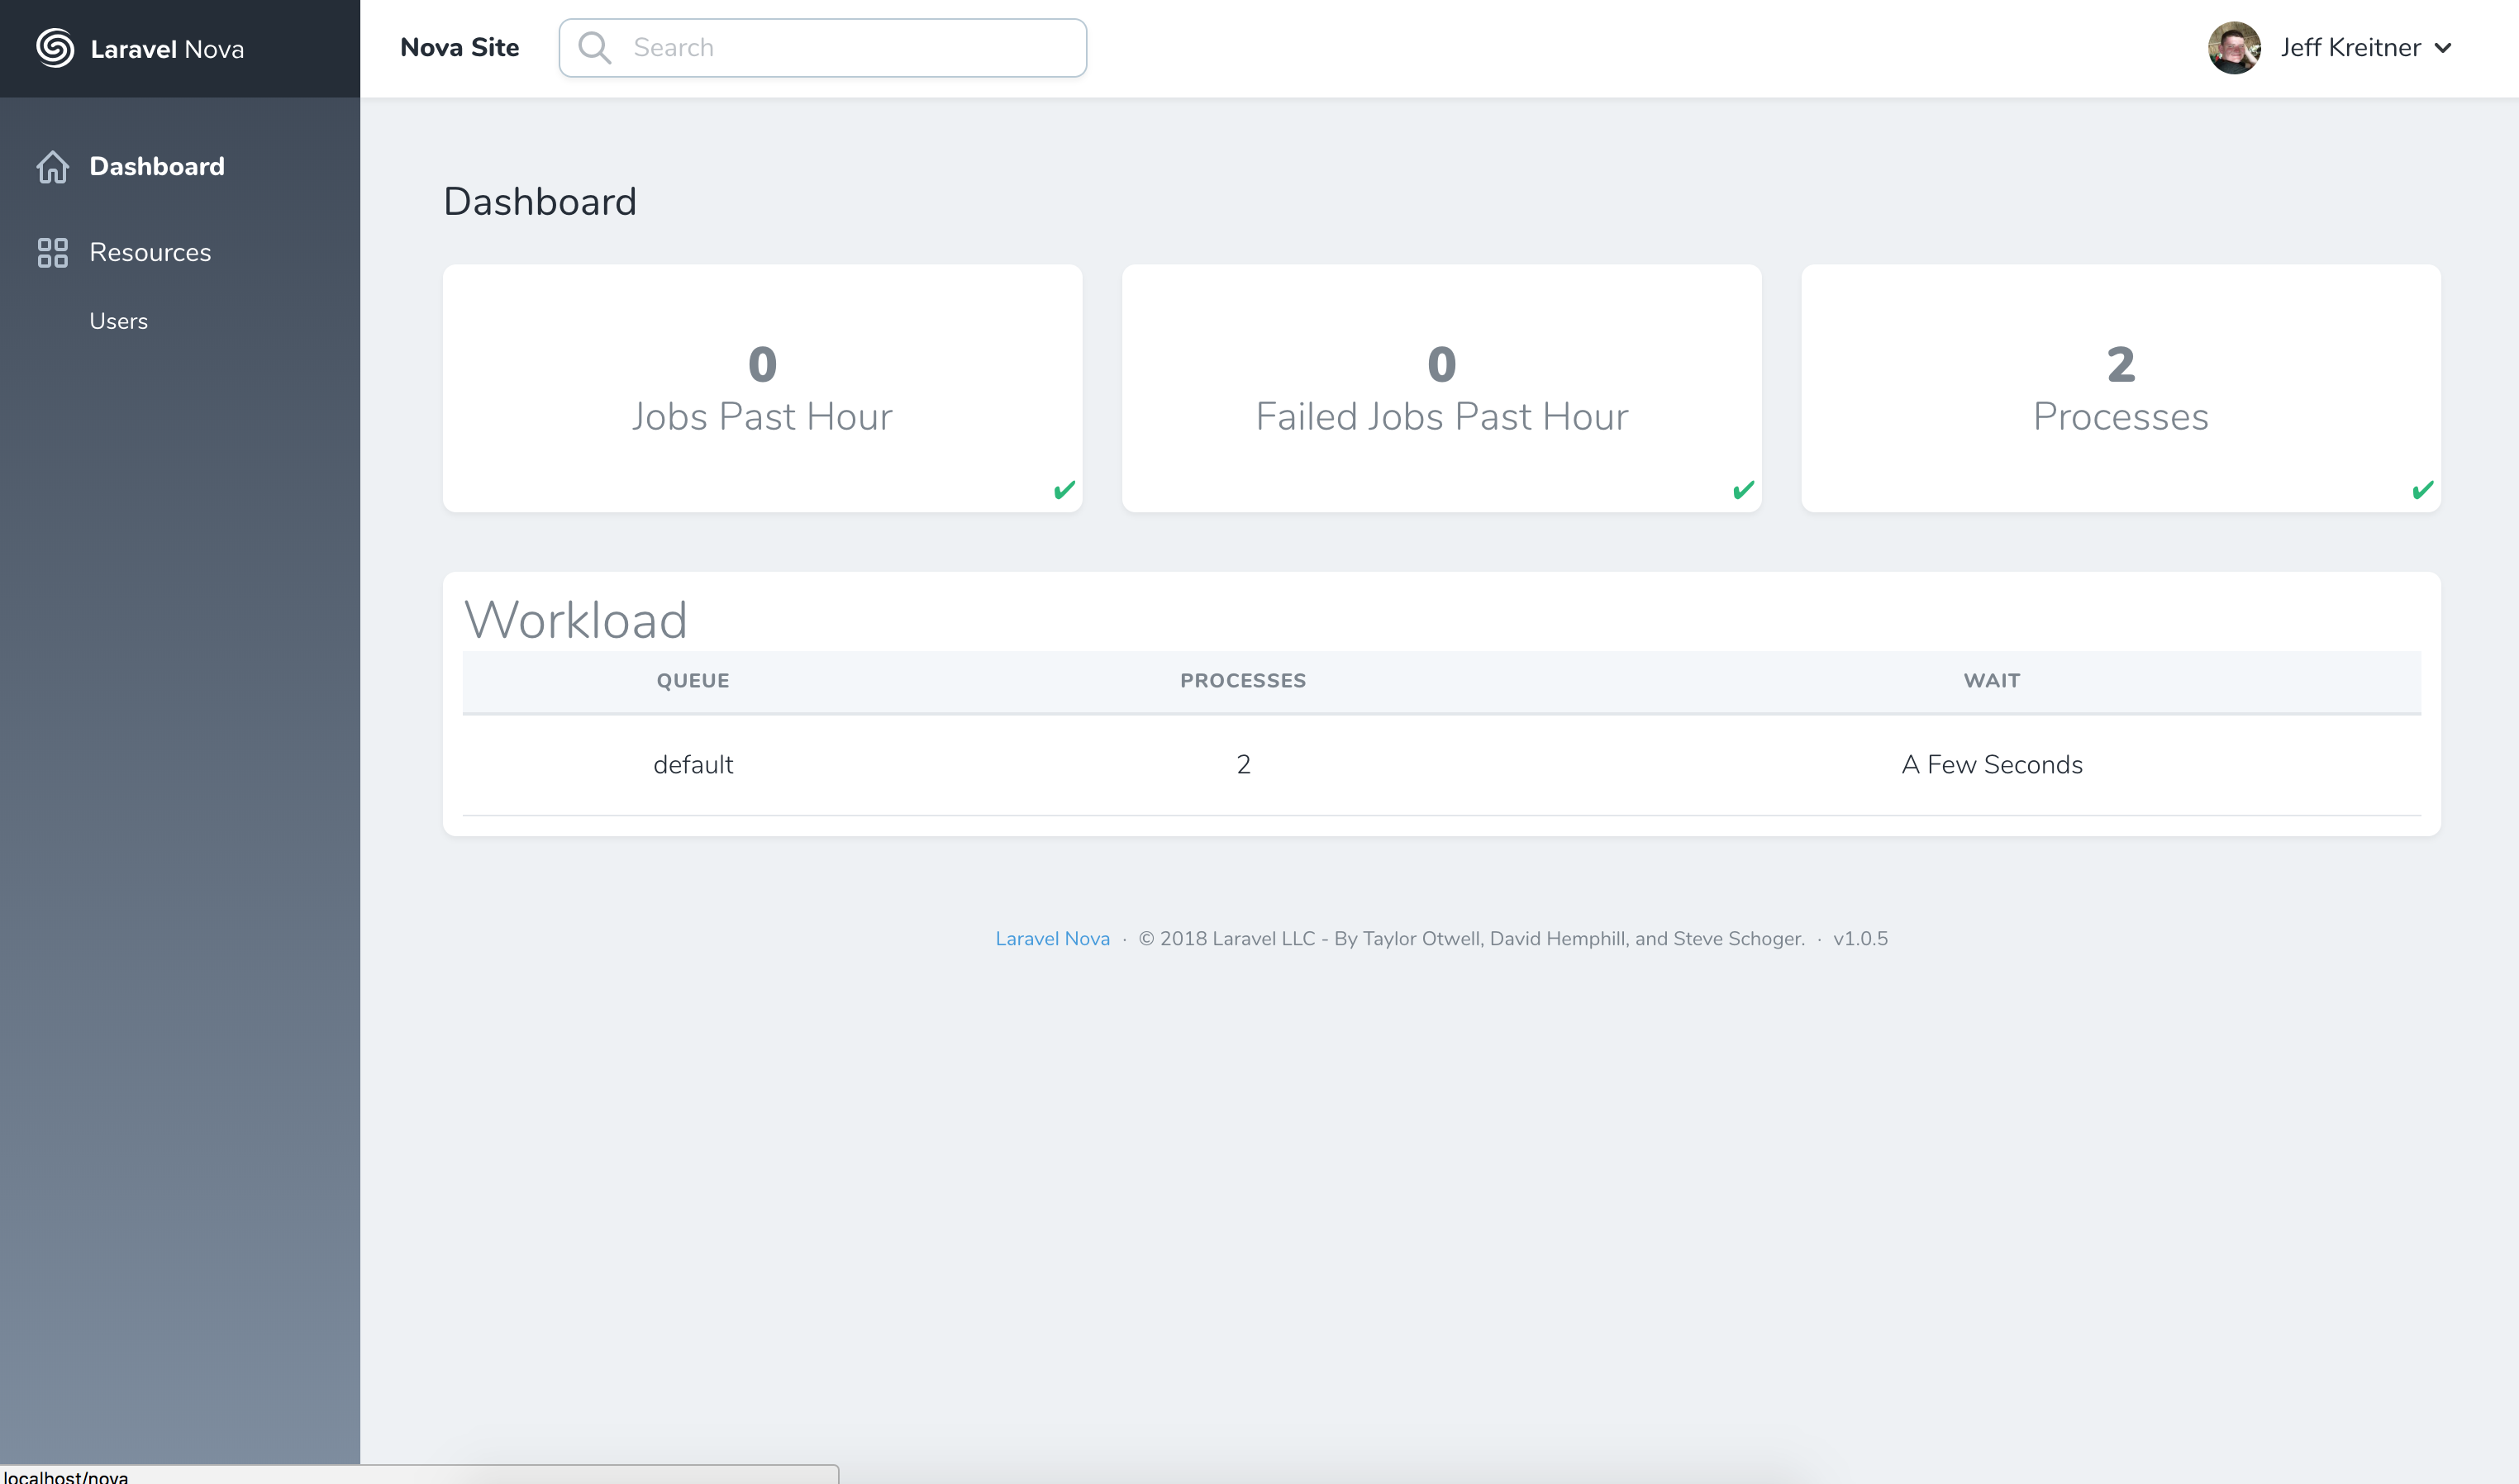 Laravel Nova
Nova Site
Search
Jeff Kreitner
Dashboard
Resources
Users
Dashboard
0
Jobs Past Hour
✔
0
Failed Jobs Past Hour
✔
2
Processes
✔
Workload
QUEUE PROCESSES WAIT
default 2 A Few Seconds
Laravel Nova · © 2018 Laravel LLC - By Taylor Otwell, David Hemphill, and Steve Schoger. · v1.0.5
localhost/nova